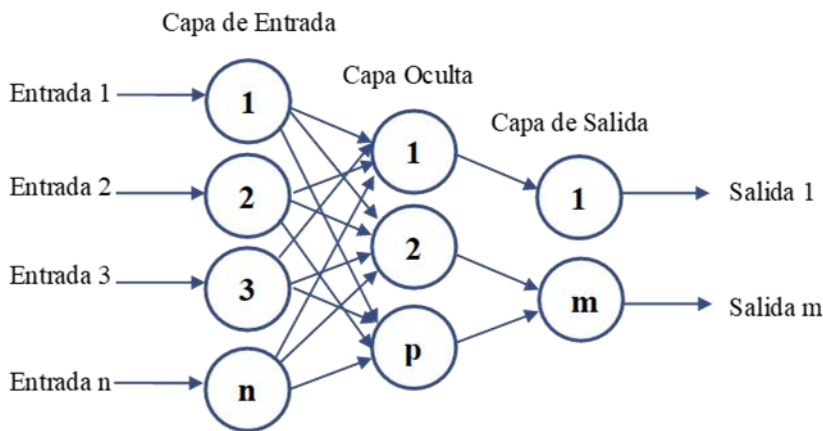 Capa de Entrada
Capa Oculta
Capa de Salida
Entrada 1
1
1
1
Salida 1
Entrada 2
2
2
Entrada 3
3
m
Salida m
p
Entrada n
n